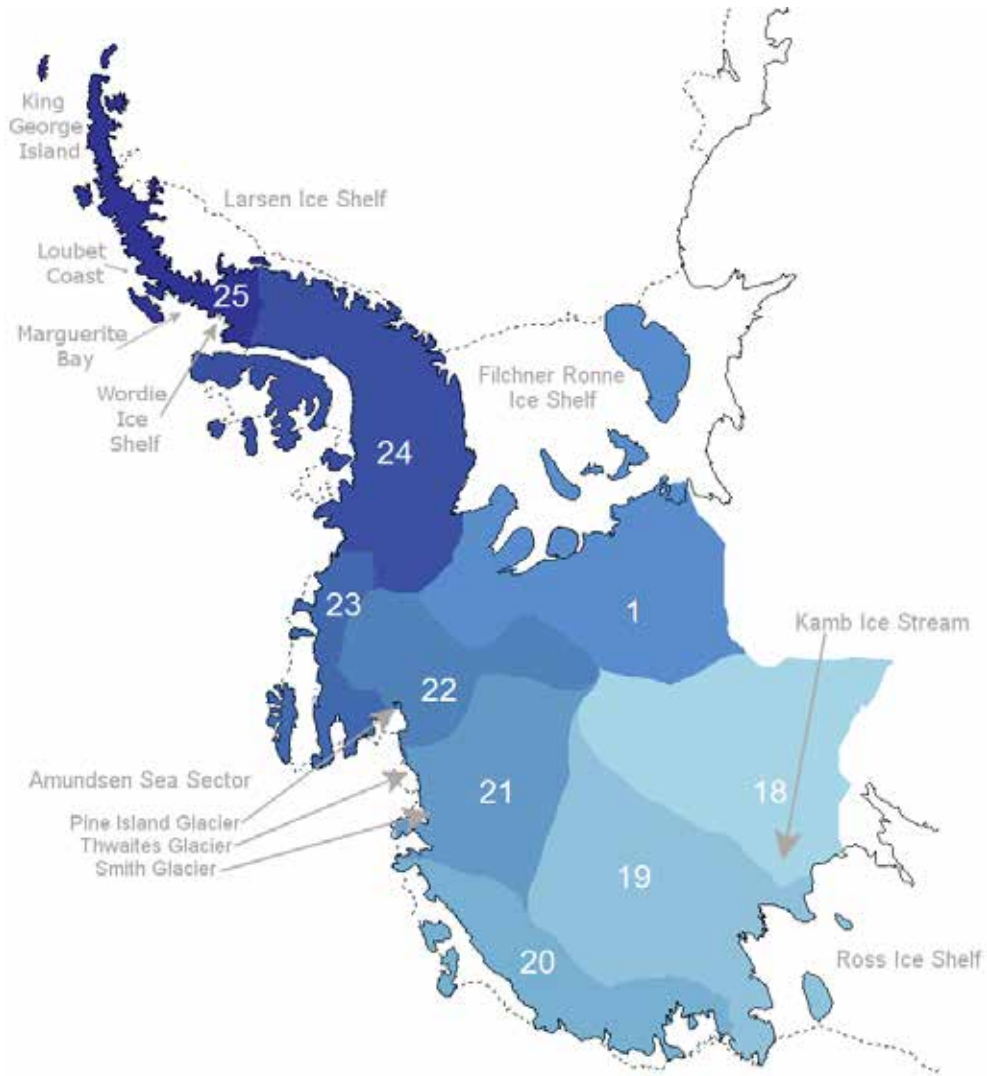 King
George
Island
Larsen Ice Shelf
Loubet
Coast
25
Marguerite
Bay
Wordie
Ice
Shelf
Filchner Ronne
Ice Shelf
24
23
1
Kamb Ice Stream
22
Amundsen Sea Sector
21
18
Pine Island Glacier
Thwaites Glacier
Smith Glacier
19
20
Ross Ice Shelf